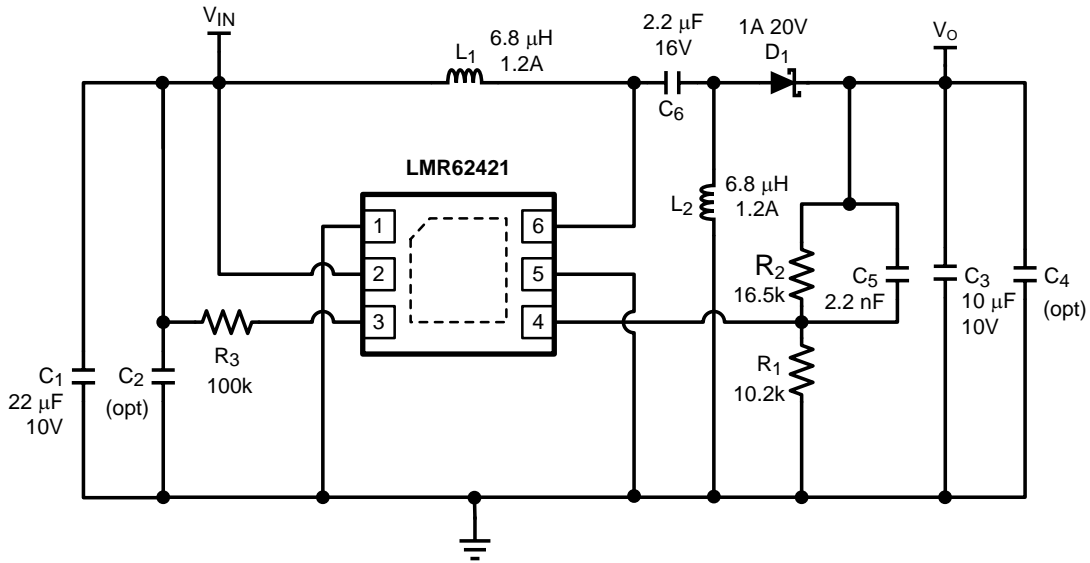 VIN
L1
6.8 μH
1.2A
2.2 μF
16V
C6
1A 20V
D1
VO
LMR62421
1
2
3
6
5
4
L2
6.8 μH
1.2A
R2
16.5k
C5
2.2 nF
C3
10 μF
10V
C4
(opt)
R3
100k
R1
10.2k
C1
22 μF
10V
C2
(opt)